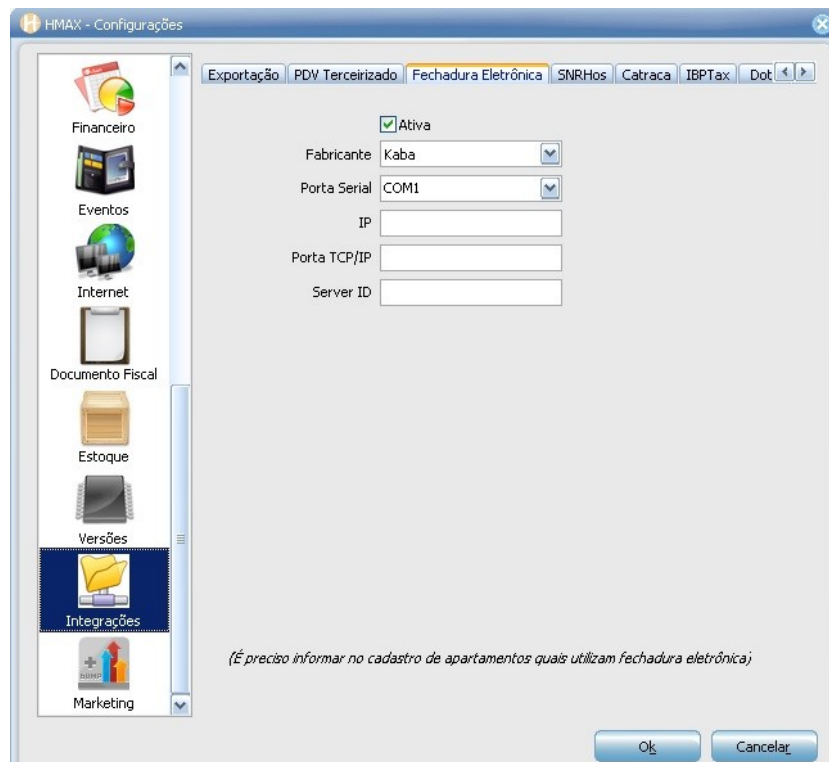 HMAX - Configurações
Exportação PDV Terceirizado Fechadura Eletrônica SNRHos Catraca IBPTax Dot
Financeiro
Eventos
Internet
Documento Fiscal
Estoque
Versões
Integrações
Marketing
Ativa
Fabricante Kaba
Porta Serial COM1
IP
Porta TCP/IP
Server ID
(É preciso informar no cadastro de apartamentos quais utilizam fechadura eletrônica)
Ok Cancelar